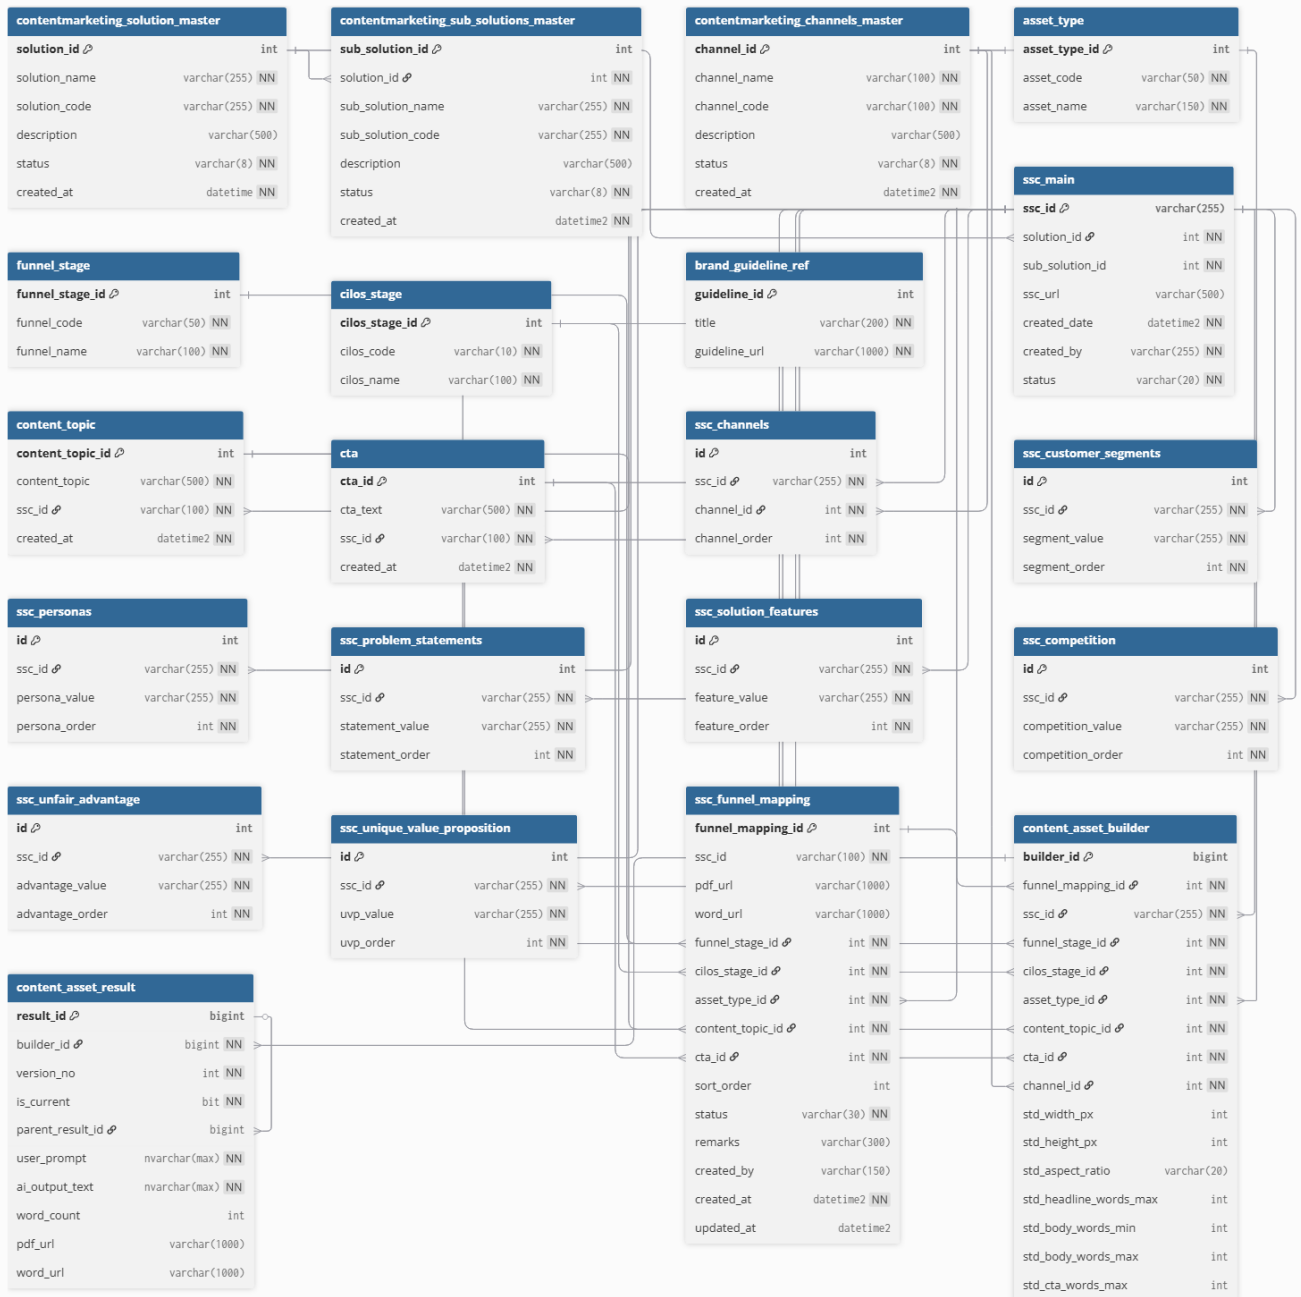 contentmarketing_solution_master
solution_id int
solution_name varchar(255) NN
solution_code varchar(255) NN
description varchar(500)
status varchar(8) NN
created_at datetime NN
contentmarketing_sub_solutions_master
sub_solution_id int
solution_id int NN
sub_solution_name varchar(255) NN
sub_solution_code varchar(255) NN
description varchar(500)
status varchar(8) NN
created_at datetime2 NN
contentmarketing_channels_master
channel_id int
channel_name varchar(100) NN
channel_code varchar(100) NN
description varchar(500)
status varchar(8) NN
created_at datetime2 NN
asset_type
asset_type_id int
asset_code varchar(50) NN
asset_name varchar(150) NN
ssc_main
ssc_id varchar(255)
solution_id int NN
sub_solution_id int NN
ssc_url varchar(500)
created_date datetime2 NN
created_by varchar(255) NN
status varchar(20) NN
funnel_stage
funnel_stage_id int
funnel_code varchar(50) NN
funnel_name varchar(100) NN
cilos_stage
cilos_stage_id int
cilos_code varchar(10) NN
cilos_name varchar(100) NN
brand_guideline_ref
guideline_id int
title varchar(200) NN
guideline_url varchar(1000) NN
content_topic
content_topic_id int
content_topic varchar(500) NN
ssc_id varchar(100) NN
created_at datetime2 NN
cta
cta_id int
cta_text varchar(500) NN
ssc_id varchar(100) NN
created_at datetime2 NN
ssc_channels
id int
ssc_id varchar(255) NN
channel_id int NN
channel_order int NN
ssc_customer_segments
id int
ssc_id varchar(255) NN
segment_value varchar(255) NN
segment_order int NN
ssc_personas
id int
ssc_id varchar(255) NN
persona_value varchar(255) NN
persona_order int NN
ssc_problem_statements
id int
ssc_id varchar(255) NN
statement_value varchar(255) NN
statement_order int NN
ssc_solution_features
id int
ssc_id varchar(255) NN
feature_value varchar(255) NN
feature_order int NN
ssc_competition
id int
ssc_id varchar(255) NN
competition_value varchar(255) NN
competition_order int NN
ssc_unfair_advantage
id int
ssc_id varchar(255) NN
advantage_value varchar(255) NN
advantage_order int NN
ssc_unique_value_proposition
id int
ssc_id varchar(255) NN
uvp_value varchar(255) NN
uvp_order int NN
ssc_funnel_mapping
funnel_mapping_id int
ssc_id varchar(100) NN
pdf_url varchar(1000)
word_url varchar(1000)
funnel_stage_id int NN
cilos_stage_id int NN
asset_type_id int NN
content_topic_id int NN
cta_id int NN
sort_order int
status varchar(30) NN
remarks varchar(300)
created_by varchar(150)
created_at datetime2 NN
updated_at datetime2
content_asset_builder
builder_id bigint
funnel_mapping_id int NN
ssc_id varchar(255) NN
funnel_stage_id int NN
cilos_stage_id int NN
asset_type_id int NN
content_topic_id int NN
cta_id int NN
channel_id int NN
std_width_px int
std_height_px int
std_aspect_ratio varchar(20)
std_headline_words_max int
std_body_words_min int
std_body_words_max int
std_cta_words_max int
content_asset_result
result_id bigint
builder_id bigint NN
version_no int NN
is_current bit NN
parent_result_id bigint
user_prompt nvarchar(max) NN
ai_output_text nvarchar(max) NN
word_count int
pdf_url varchar(1000)
word_url varchar(1000)